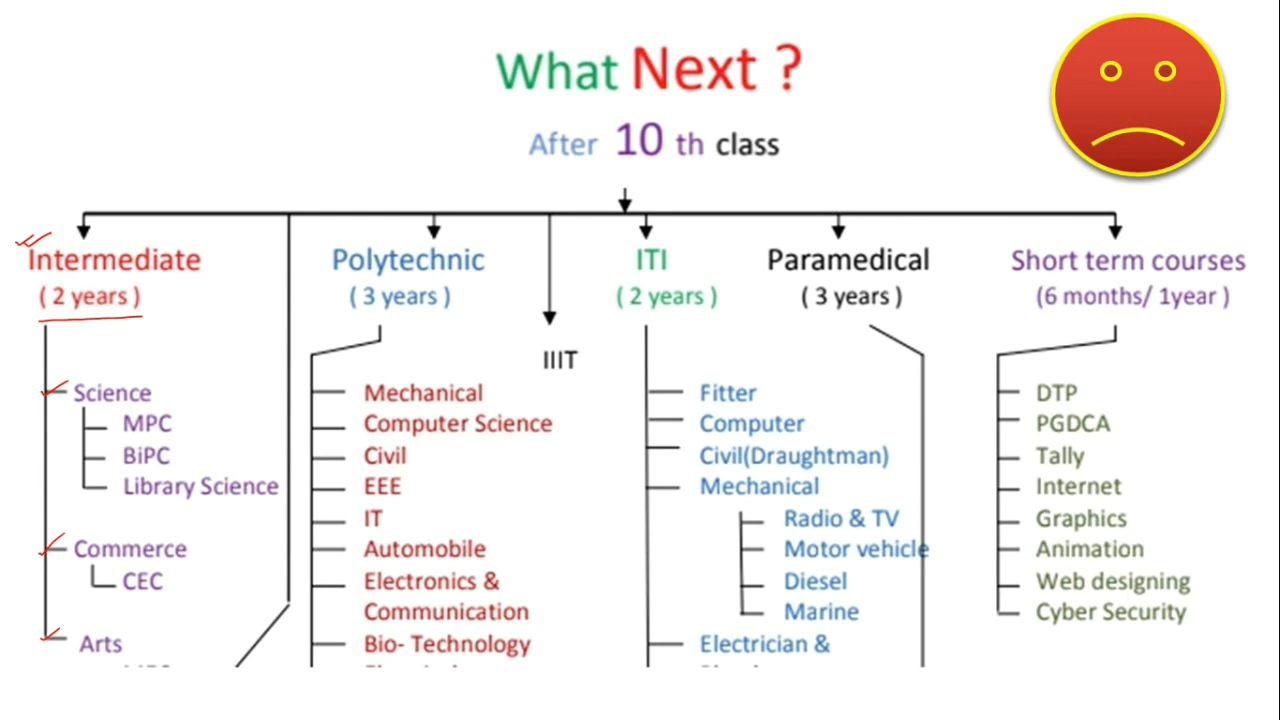 What Next ?
After 10 th class
Intermediate
( 2 years )
Science
MPC
BiPC
Library Science
Commerce
CEC
Arts
Polytechnic
( 3 years )
Mechanical
Computer Science
Civil
EEE
IT
Automobile
Electronics &
Communication
Bio- Technology
IIIT
ITI
( 2 years )
Fitter
Computer
Civil(Draughtman)
Mechanical
Radio & TV
Motor vehicle
Diesel
Marine
Electrician &
Paramedical
( 3 years )
Short term courses
(6 months/ 1year )
DTP
PGDCA
Tally
Internet
Graphics
Animation
Web designing
Cyber Security